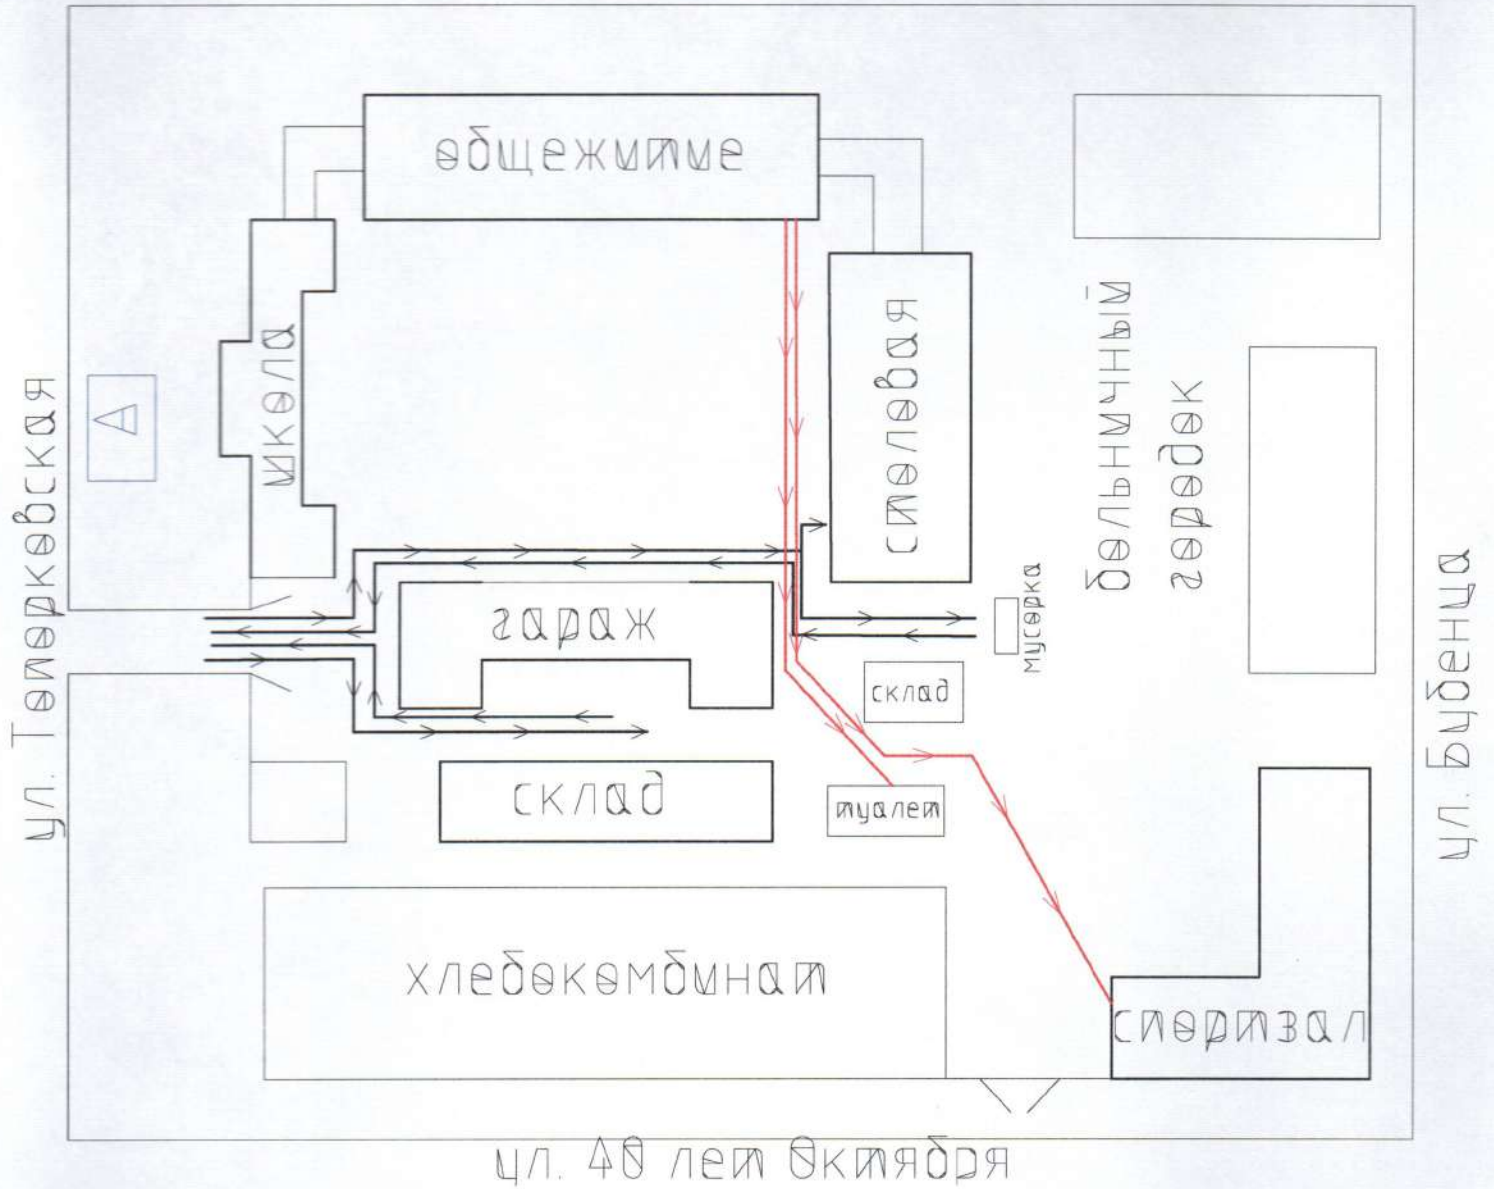 общежитие
школа
А
столовая
больничный
городок
ул. Томарковская
гараж
мусорка
склад
склад
туалет
хлебокомбинат
спортзал
ул. Бубенца
ул. 40 лет Октября